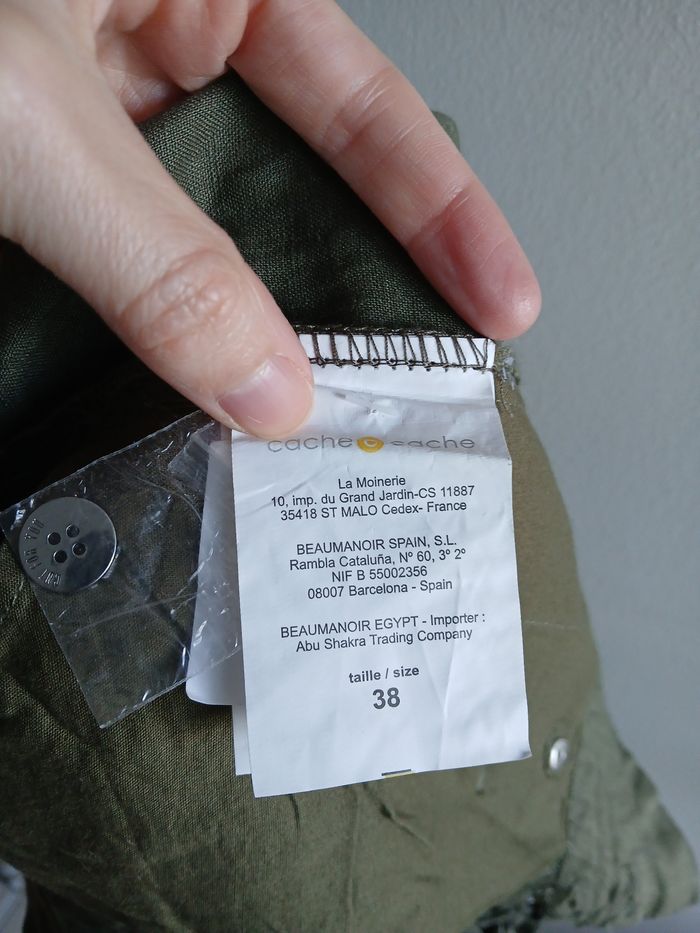 cache cache
La Moinerie
10, imp. du Grand Jardin-CS 11887
35418 ST MALO Cedex- France
BEAUMANOIR SPAIN, S.L.
Rambla Cataluña, Nº 60, 3º 2º
NIF B 55002356
08007 Barcelona - Spain
BEAUMANOIR EGYPT - Importer :
Abu Shakra Trading Company
taille / size
38